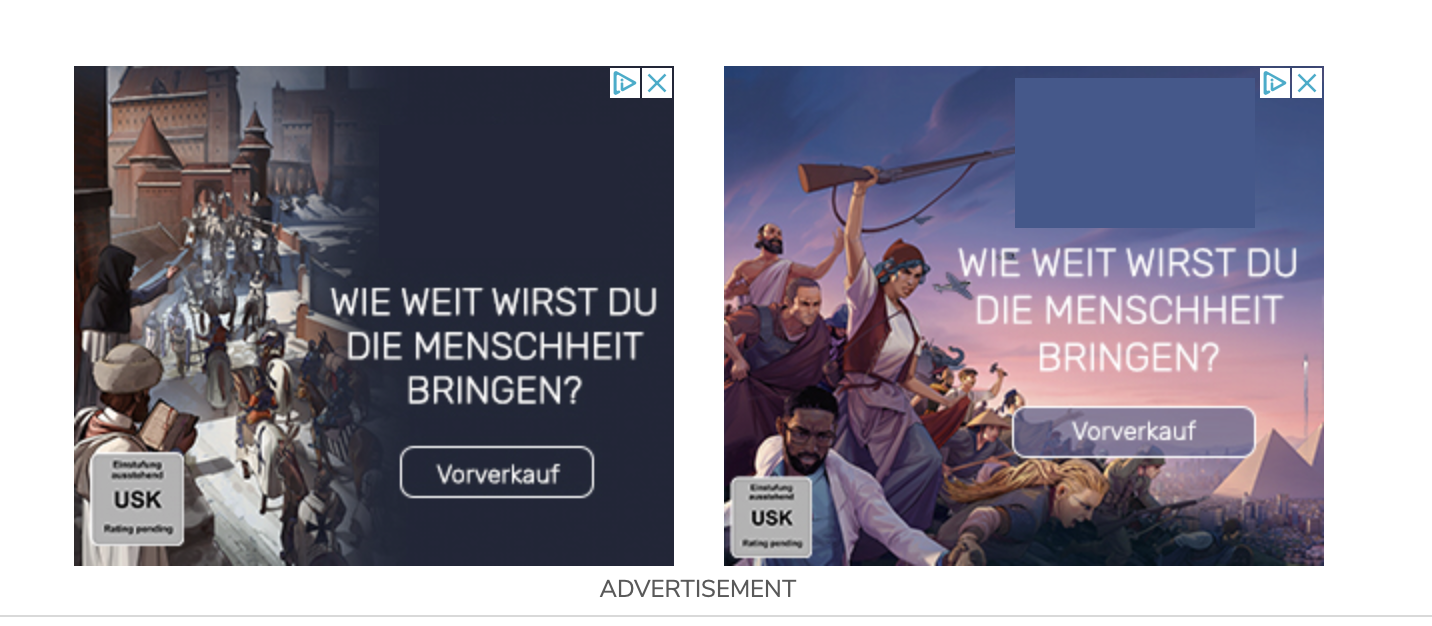 WIE WEIT WIRST DU
DIE MENSCHHEIT
BRINGEN?
Vorverkauf
Einstufung
ausstehend
USK
Rating pending
WIE WEIT WIRST DU
DIE MENSCHHEIT
BRINGEN?
Vorverkauf
Einstufung
ausstehend
USK
Rating pending
ADVERTISEMENT